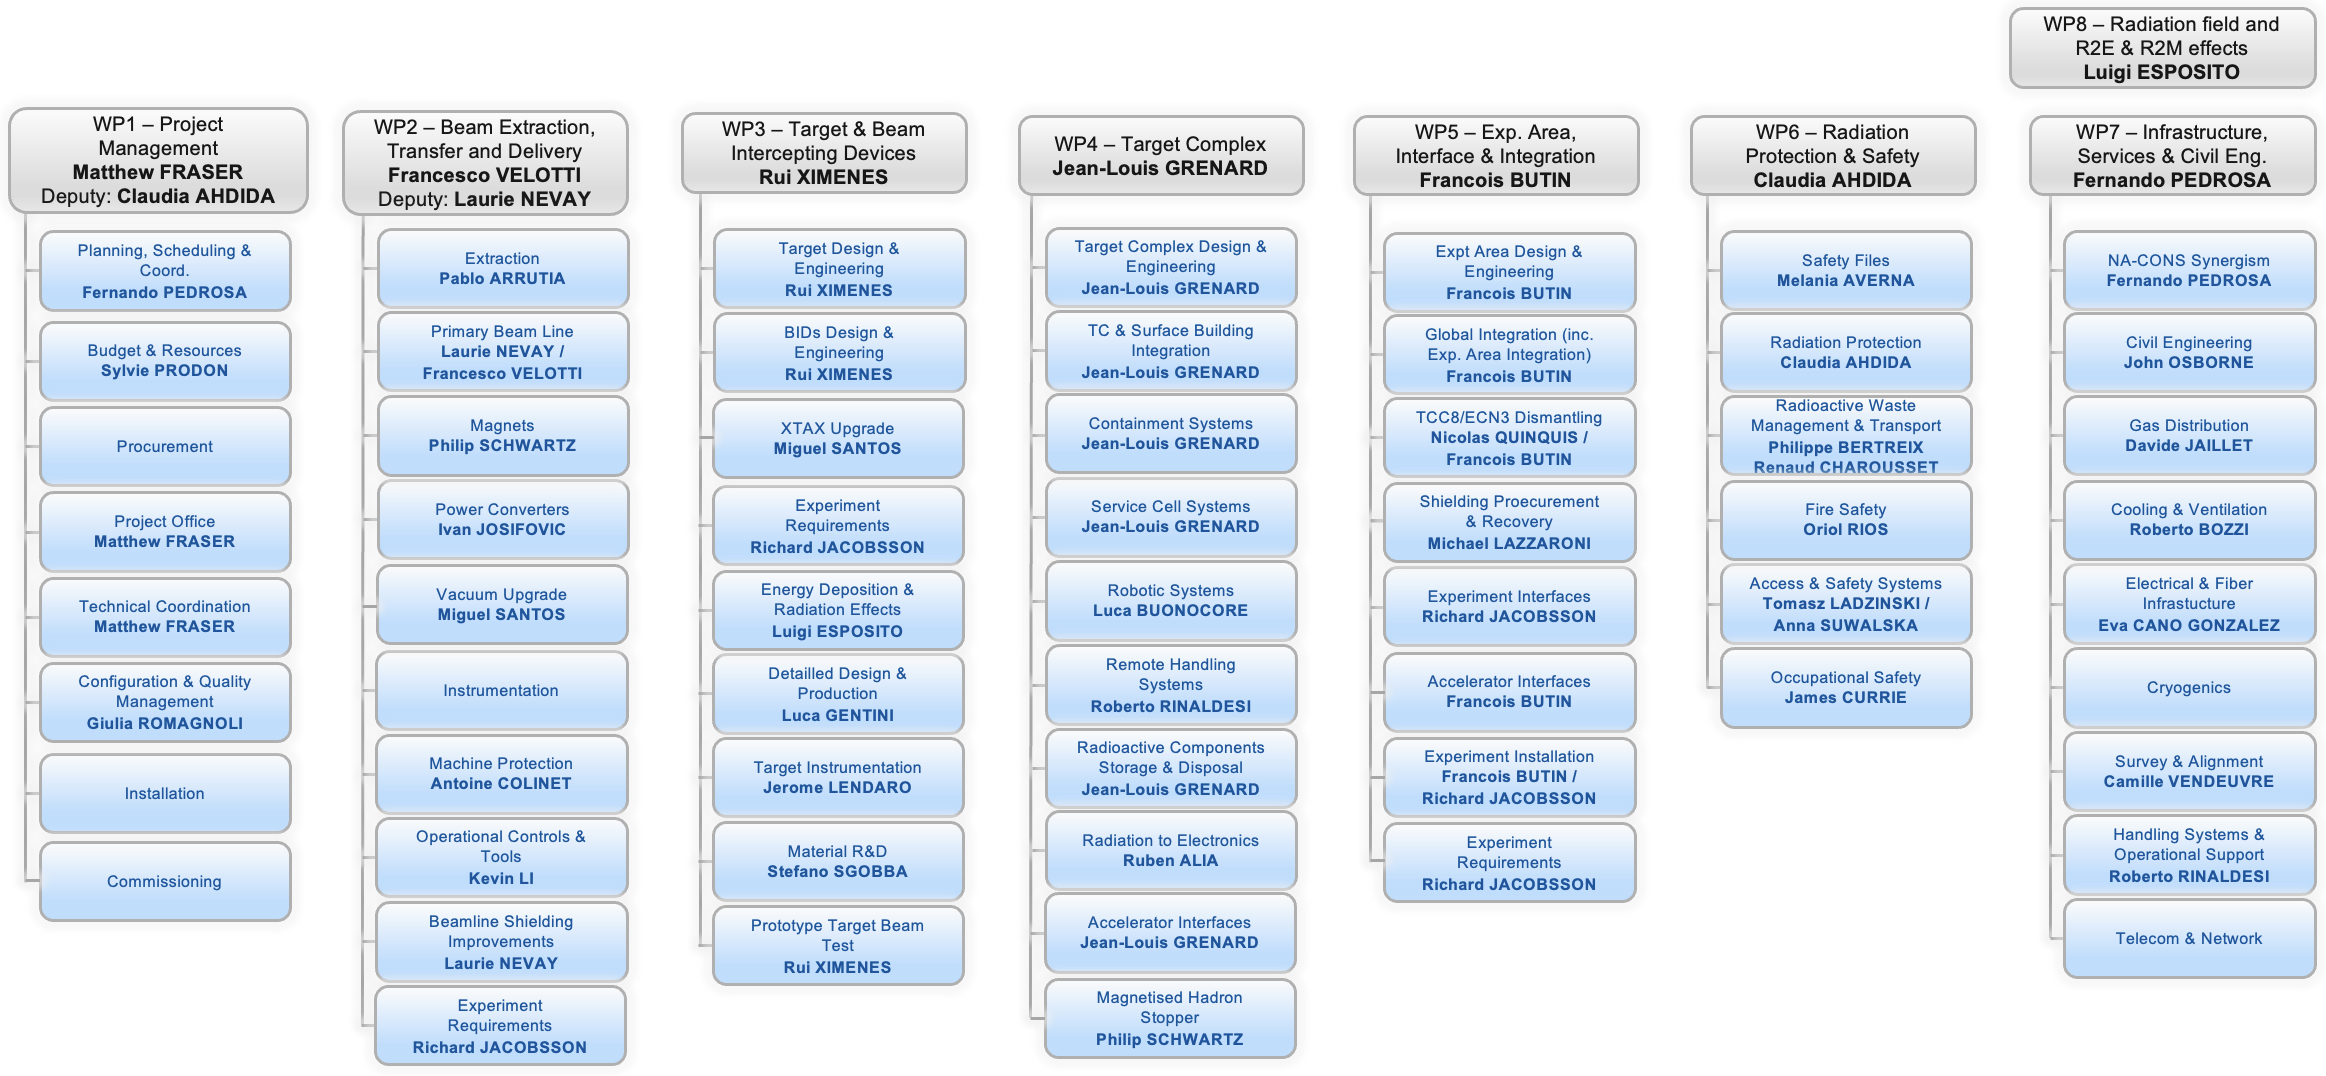 WP8 – Radiation field and
R2E & R2M effects
Luigi ESPOSITO
WP1 – Project
Management
Matthew FRASER
Deputy: Claudia AHDIDA
Planning, Scheduling &
Coord.
Fernando PEDROSA
Budget & Resources
Sylvie PRODON
Procurement
Project Office
Matthew FRASER
Technical Coordination
Matthew FRASER
Configuration & Quality
Management
Giulia ROMAGNOLI
Installation
Commissioning
WP2 – Beam Extraction,
Transfer and Delivery
Francesco VELOTTI
Deputy: Laurie NEVAY
Extraction
Pablo ARRUTIA
Primary Beam Line
Laurie NEVAY /
Francesco VELOTTI
Magnets
Philip SCHWARTZ
Power Converters
Ivan JOSIFOVIC
Vacuum Upgrade
Miguel SANTOS
Instrumentation
Machine Protection
Antoine COLINET
Operational Controls &
Tools
Kevin LI
Beamline Shielding
Improvements
Laurie NEVAY
Experiment
Requirements
Richard JACOBSSON
WP3 – Target & Beam
Intercepting Devices
Rui XIMENES
Target Design &
Engineering
Rui XIMENES
BIDs Design &
Engineering
Rui XIMENES
XTAX Upgrade
Miguel SANTOS
Experiment
Requirements
Richard JACOBSSON
Energy Deposition &
Radiation Effects
Luigi ESPOSITO
Detailled Design &
Production
Luca GENTINI
Target Instrumentation
Jerome LENDARO
Material R&D
Stefano SGOBBA
Prototype Target Beam
Test
Rui XIMENES
WP4 – Target Complex
Jean-Louis GRENARD
Target Complex Design &
Engineering
Jean-Louis GRENARD
TC & Surface Building
Integration
Jean-Louis GRENARD
Containment Systems
Jean-Louis GRENARD
Service Cell Systems
Jean-Louis GRENARD
Robotic Systems
Luca BUONOCORE
Remote Handling
Systems
Roberto RINALDESI
Radioactive Components
Storage & Disposal
Jean-Louis GRENARD
Radiation to Electronics
Ruben ALIA
Accelerator Interfaces
Jean-Louis GRENARD
Magnetised Hadron
Stopper
Philip SCHWARTZ
WP5 – Exp. Area,
Interface & Integration
Francois BUTIN
Expt Area Design &
Engineering
Francois BUTIN
Global Integration (inc.
Exp. Area Integration)
Francois BUTIN
TCC8/ECN3 Dismantling
Nicolas QUINQUIS /
Francois BUTIN
Shielding Proecurement
& Recovery
Michael LAZZARONI
Experiment Interfaces
Richard JACOBSSON
Accelerator Interfaces
Francois BUTIN
Experiment Installation
Francois BUTIN /
Richard JACOBSSON
Experiment
Requirements
Richard JACOBSSON
WP6 – Radiation
Protection & Safety
Claudia AHDIDA
Safety Files
Melania AVERNA
Radiation Protection
Claudia AHDIDA
Radioactive Waste
Management & Transport
Philippe BERTREIX
Renaud CHAROUSSET
Fire Safety
Oriol RIOS
Access & Safety Systems
Tomasz LADZINSKI /
Anna SUWALSKA
Occupational Safety
James CURRIE
WP7 – Infrastructure,
Services & Civil Eng.
Fernando PEDROSA
NA-CONS Synergism
Fernando PEDROSA
Civil Engineering
John OSBORNE
Gas Distribution
Davide JAILLET
Cooling & Ventilation
Roberto BOZZI
Electrical & Fiber
Infrastucture
Eva CANO GONZALEZ
Cryogenics
Survey & Alignment
Camille VENDEUVRE
Handling Systems &
Operational Support
Roberto RINALDESI
Telecom & Network